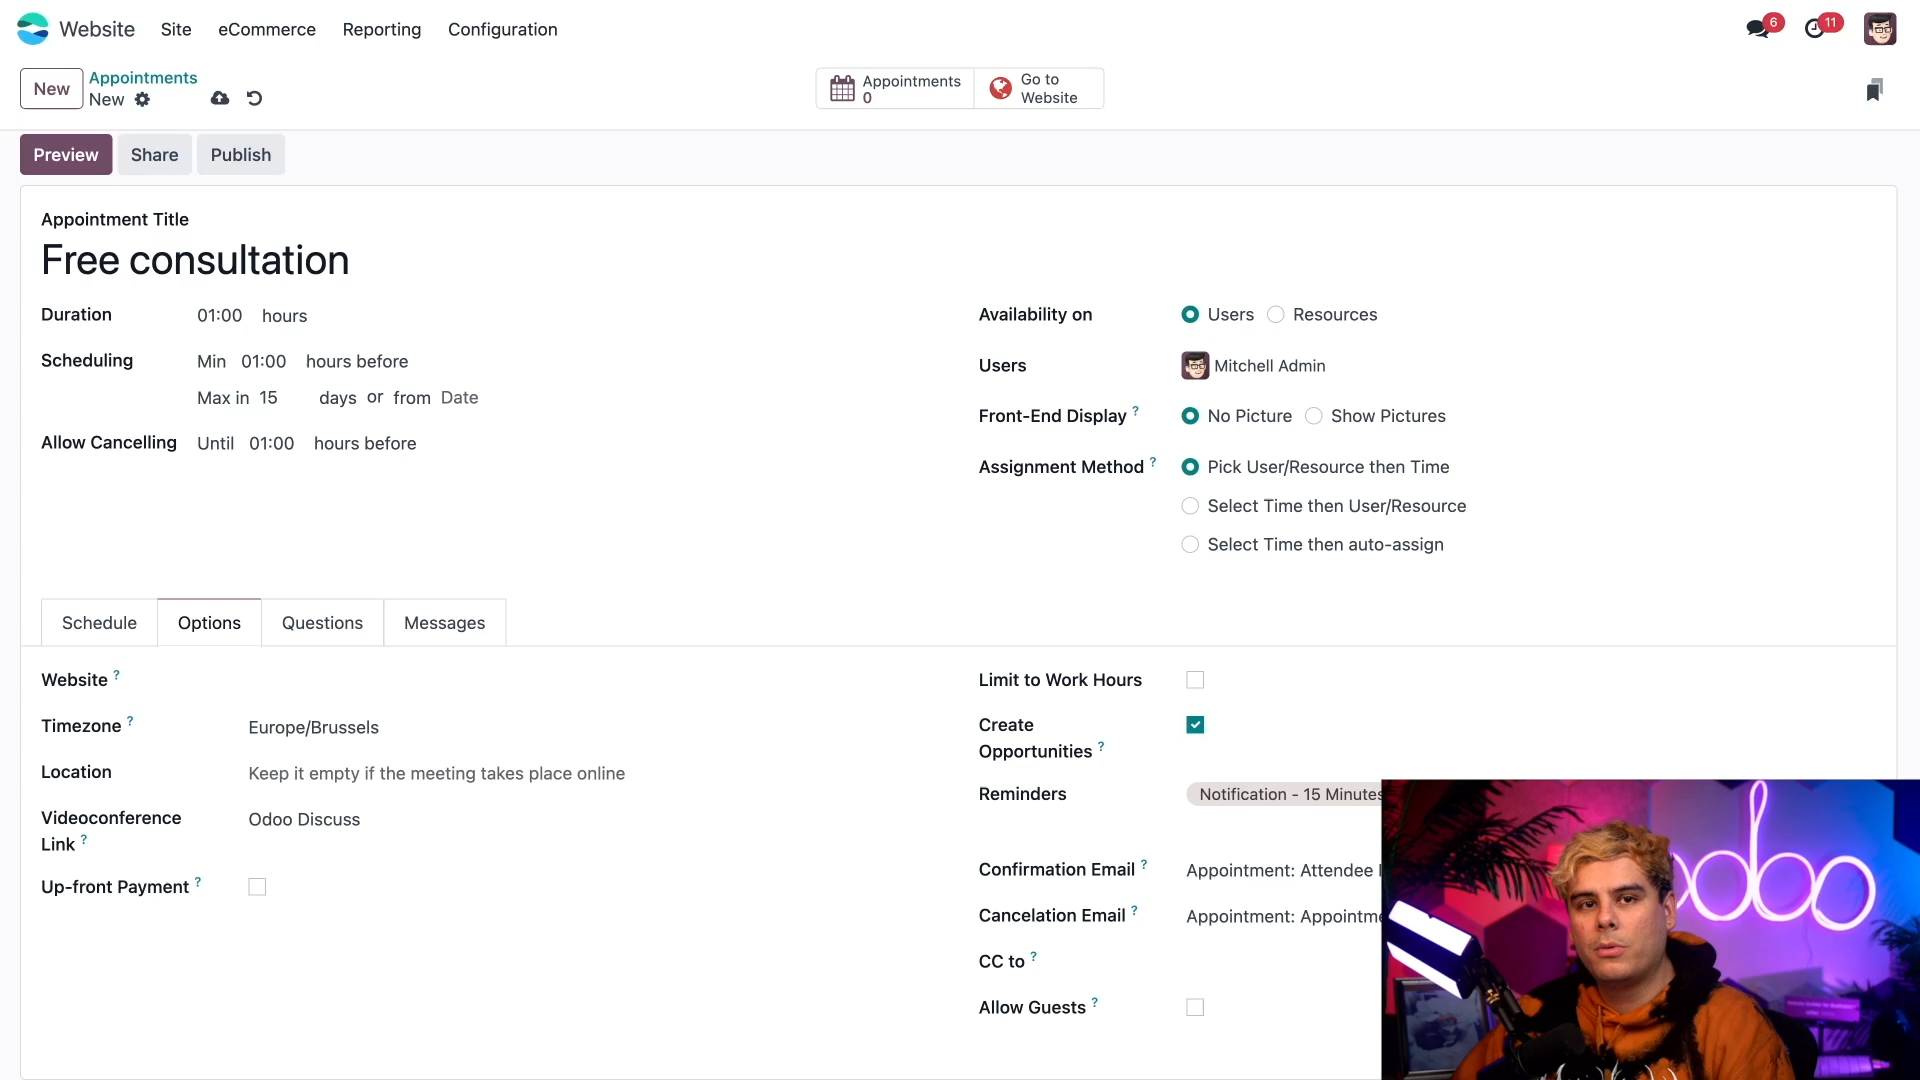 Website Site eCommerce Reporting Configuration 6 11
New Appointments
New
Appointments
0
Go to
Website
Preview Share Publish
Appointment Title
Free consultation
Duration 01:00 hours
Scheduling Min 01:00 hours before
Max in 15 days or from Date
Allow Cancelling Until 01:00 hours before
Availability on Users Resources
Users Mitchell Admin
Front-End Display ? No Picture Show Pictures
Assignment Method ? Pick User/Resource then Time
Select Time then User/Resource
Select Time then auto-assign
Schedule Options Questions Messages
Website ?
Timezone ? Europe/Brussels
Location Keep it empty if the meeting takes place online
Videoconference
Link ? Odoo Discuss
Up-front Payment ?
Limit to Work Hours
Create
Opportunities ?
Reminders Notification - 15 Minutes
Confirmation Email ? Appointment: Attendee
Cancelation Email ? Appointment: Appointme
CC to ?
Allow Guests ?
odoo